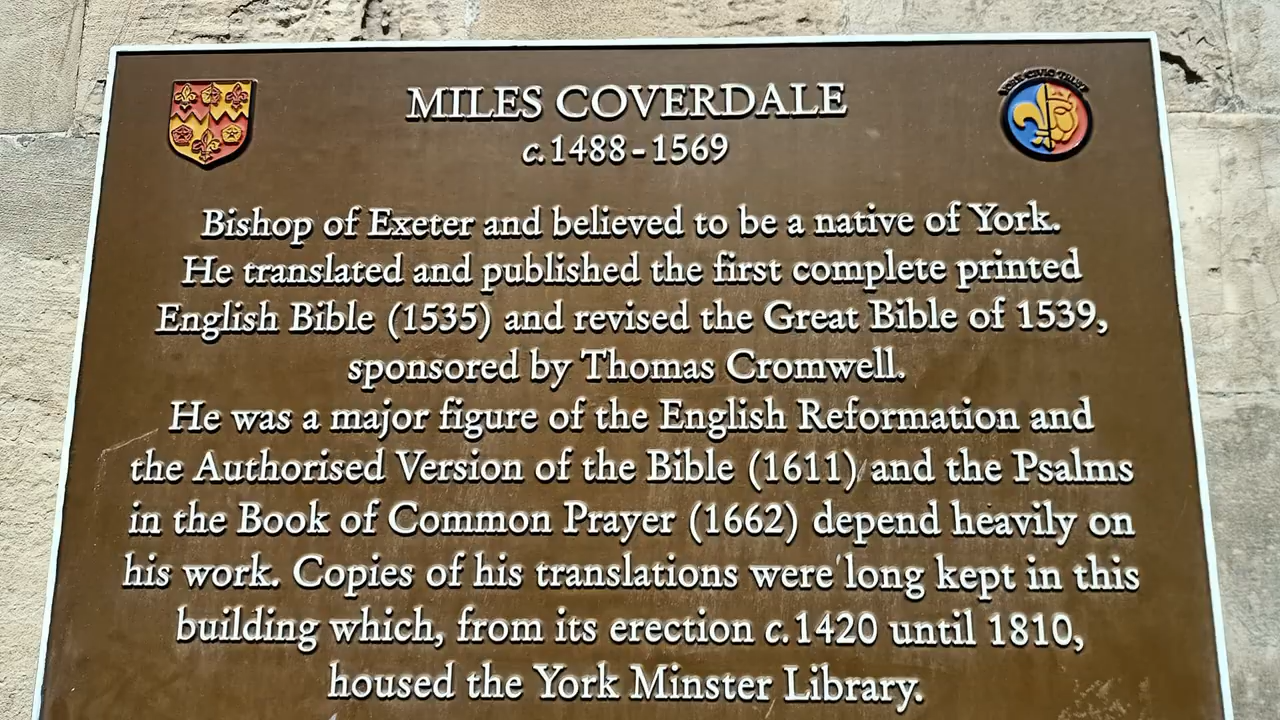 YORK CIVIC TRUST
MILES COVERDALE
c. 1488-1569
Bishop of Exeter and believed to be a native of York.
He translated and published the first complete printed
English Bible (1535) and revised the Great Bible of 1539,
sponsored by Thomas Cromwell.
He was a major figure of the English Reformation and
the Authorised Version of the Bible (1611) and the Psalms
in the Book of Common Prayer (1662) depend heavily on
his work. Copies of his translations were long kept in this
building which, from its erection c. 1420 until 1810,
housed the York Minster Library.